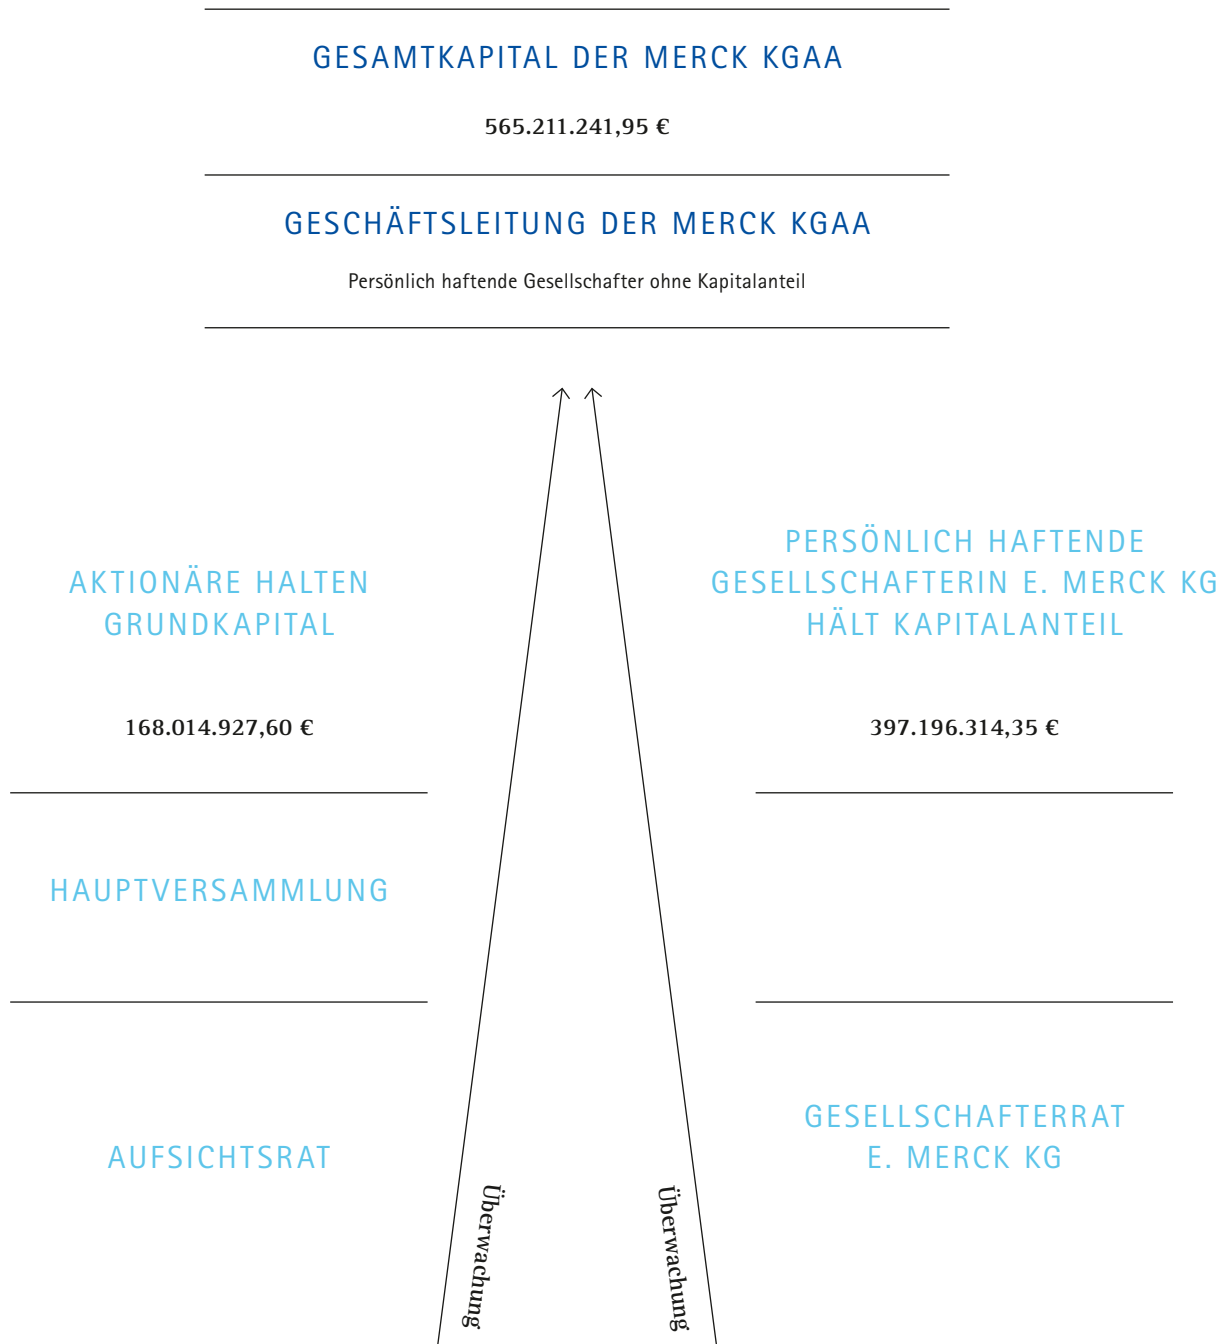 GESAMTKAPITAL DER MERCK KGAA
565.211.241,95 €
GESCHÄFTSLEITUNG DER MERCK KGAA
Persönlich haftende Gesellschafter ohne Kapitalanteil
AKTIONÄRE HALTEN
GRUNDKAPITAL
168.014.927,60 €
PERSÖNLICH HAFTENDE
GESELLSCHAFTERIN E. MERCK KG
HÄLT KAPITALANTEIL
397.196.314,35 €
HAUPTVERSAMMLUNG
AUFSICHTSRAT
Überwachung
Überwachung
GESELLSCHAFTERRAT
E. MERCK KG